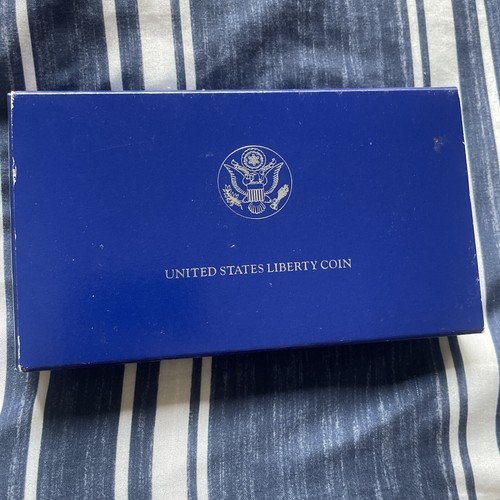 UNITED STATES LIBERTY COIN